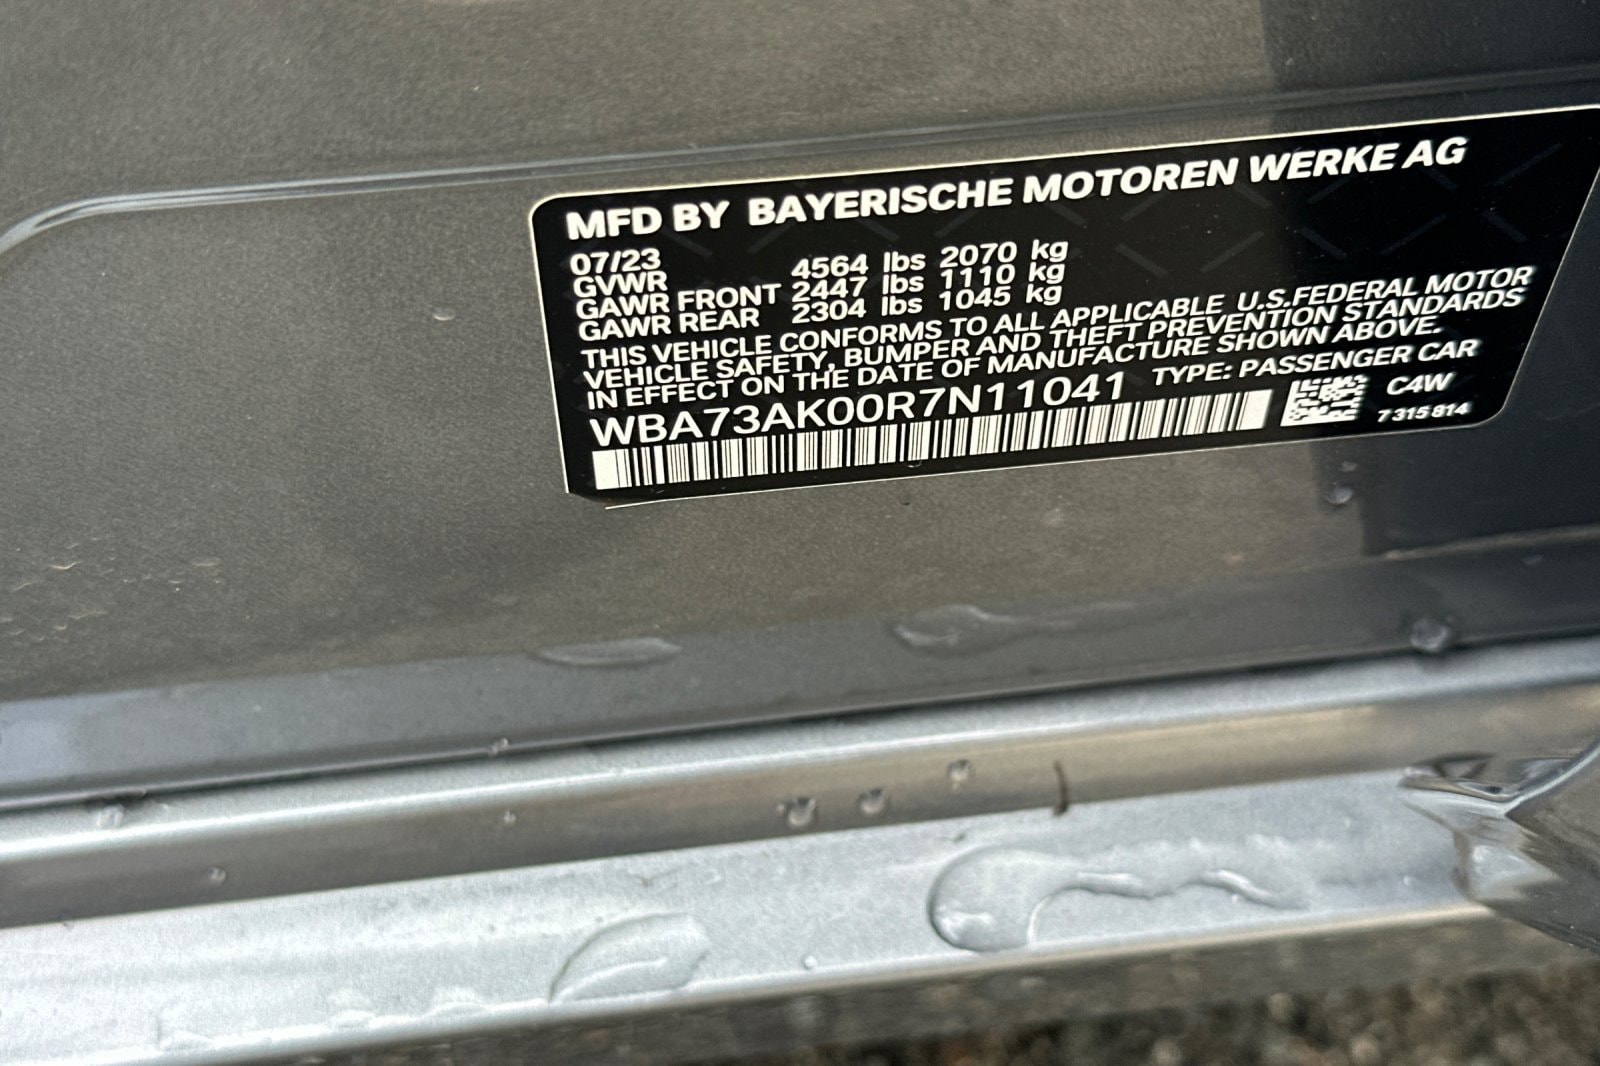 MFD BY BAYERISCHE MOTOREN WERKE AG
07/23
GVWR 4564 lbs 2070 kg
GAWR FRONT 2447 lbs 1110 kg
GAWR REAR 2304 lbs 1045 kg
THIS VEHICLE CONFORMS TO ALL APPLICABLE U.S.FEDERAL MOTOR
VEHICLE SAFETY, BUMPER AND THEFT PREVENTION STANDARDS
IN EFFECT ON THE DATE OF MANUFACTURE SHOWN ABOVE.
WBA73AK00R7N11041 TYPE: PASSENGER CAR
C4W
7 315 814